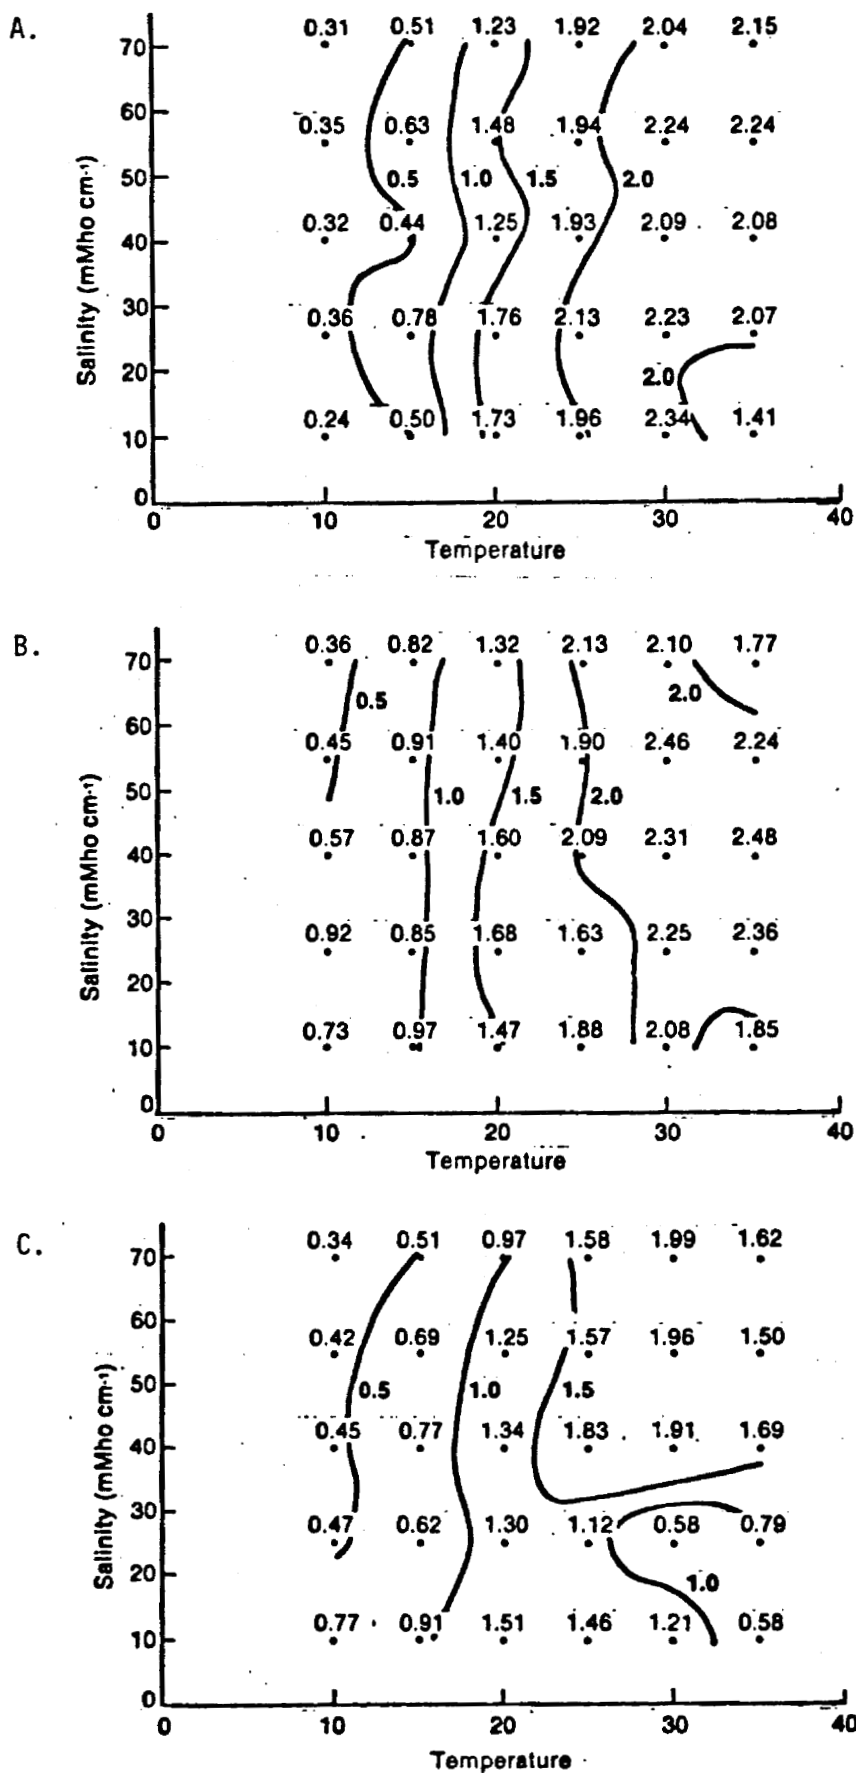 A.
0.31 0.51 1.23 1.92 2.04 2.15
70
60
0.35 0.63 1.48 1.94 2.24 2.24
50
0.5 1.0 1.5 2.0
0.32 0.44 1.25 1.93 2.09 2.08
40
30
0.36 0.78 1.76 2.13 2.23 2.07
20
2.0
0.24 0.50 1.73 1.96 2.34 1.41
10
0
0 10 20 30 40
Salinity (mMho cm-1)
Temperature
B.
0.36 0.82 1.32 2.13 2.10 1.77
70
0.5 2.0
60
0.45 0.91 1.40 1.90 2.46 2.24
50
1.0 1.5 2.0
0.57 0.87 1.60 2.09 2.31 2.48
40
30
0.92 0.85 1.68 1.63 2.25 2.36
20
0.73 0.97 1.47 1.88 2.08 1.85
10
0
0 10 20 30 40
Salinity (mMho cm-1)
Temperature
C.
0.34 0.51 0.97 1.58 1.99 1.62
70
60
0.42 0.69 1.25 1.57 1.96 1.50
50
0.5 1.0 1.5
0.45 0.77 1.34 1.83 1.91 1.69
40
30
0.47 0.62 1.30 1.12 0.58 0.79
20
1.0
0.77 0.91 1.51 1.46 1.21 0.58
10
0
0 10 20 30 40
Salinity (mMho cm-1)
Temperature